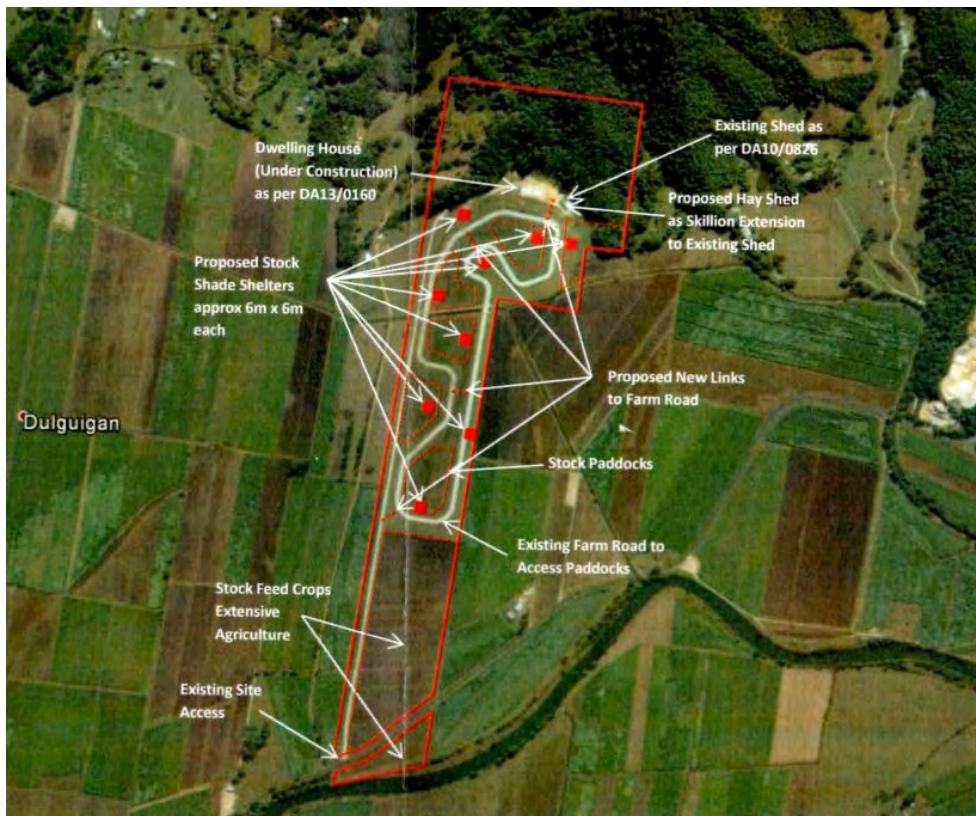 Existing Shed as
per DA10/0826
Dwelling House
(Under Construction)
as per DA13/0160
Proposed Hay Shed
as Skillion Extension
to Existing Shed
Proposed Stock
Shade Shelters
approx 6m x 6m
each
Proposed New Links
to Farm Road
Dulguigan
Stock Paddocks
Existing Farm Road to
Access Paddocks
Stock Feed Crops
Extensive
Agriculture
Existing Site
Access